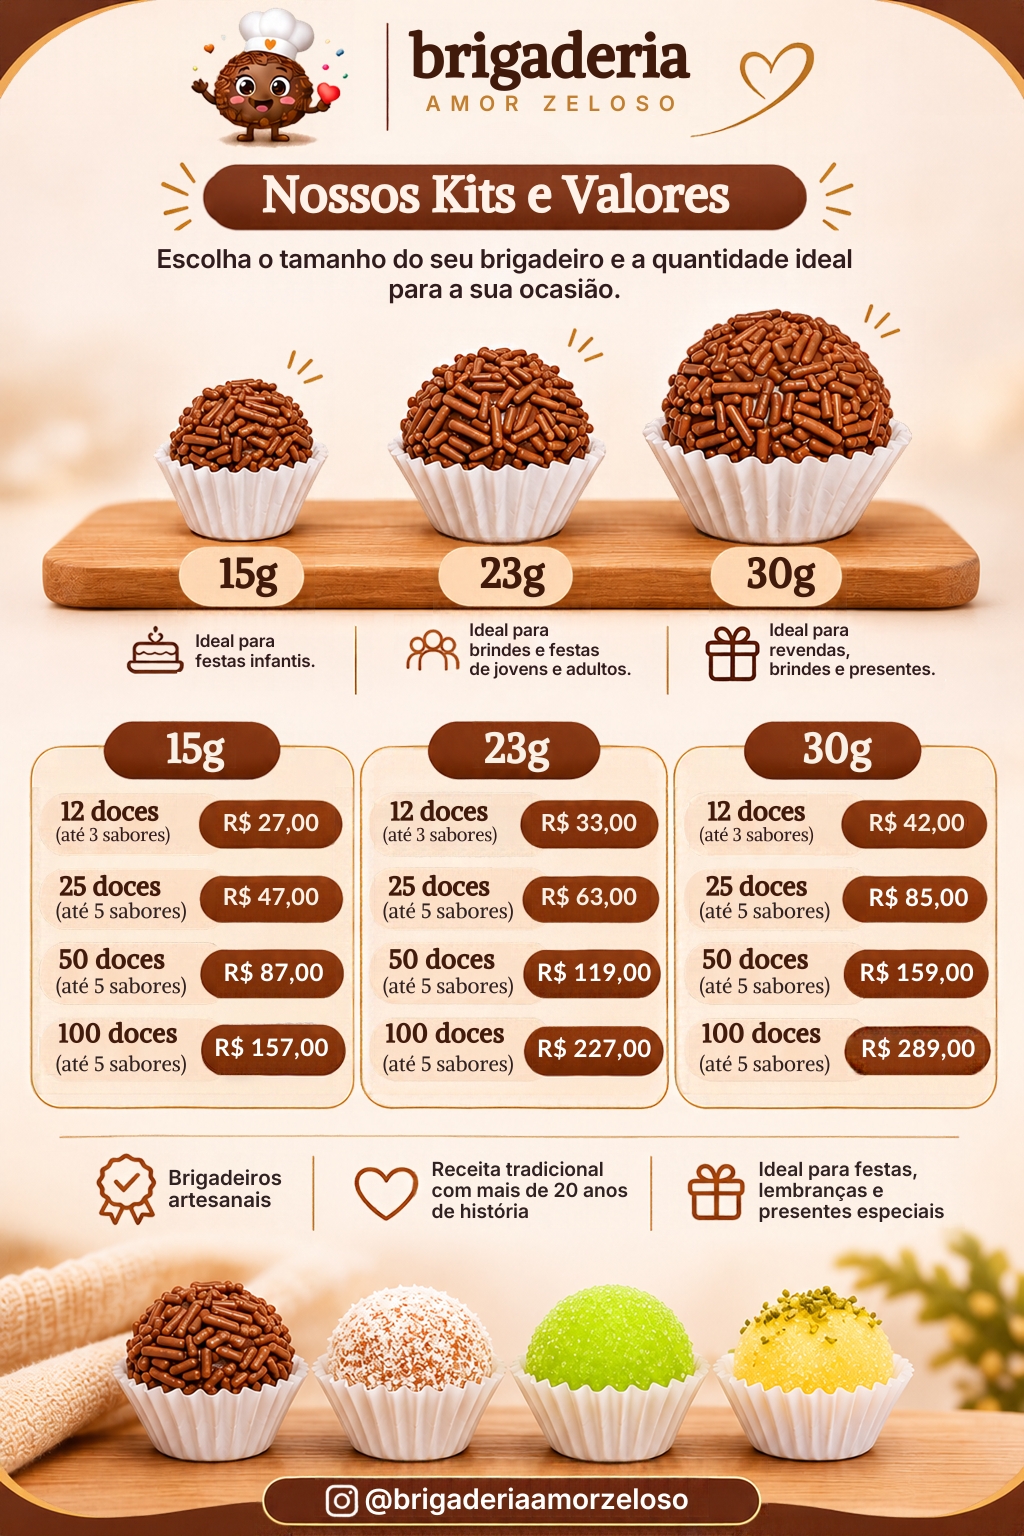 brigaderia
AMOR ZELOSO
Nossos Kits e Valores
Escolha o tamanho do seu brigadeiro e a quantidade ideal
para a sua ocasião.
15g
23g
30g
Ideal para
festas infantis.
Ideal para
brindes e festas
de jovens e adultos.
Ideal para
revendas,
brindes e presentes.
15g
12 doces
(até 3 sabores)
R$ 27,00
25 doces
(até 5 sabores)
R$ 47,00
50 doces
(até 5 sabores)
R$ 87,00
100 doces
(até 5 sabores)
R$ 157,00
23g
12 doces
(até 3 sabores)
R$ 33,00
25 doces
(até 5 sabores)
R$ 63,00
50 doces
(até 5 sabores)
R$ 119,00
100 doces
(até 5 sabores)
R$ 227,00
30g
12 doces
(até 3 sabores)
R$ 42,00
25 doces
(até 5 sabores)
R$ 85,00
50 doces
(até 5 sabores)
R$ 159,00
100 doces
(até 5 sabores)
R$ 289,00
Brigadeiros
artesanais
Receita tradicional
com mais de 20 anos
de história
Ideal para festas,
lembranças e
presentes especiais
@brigaderiaamorzeloso